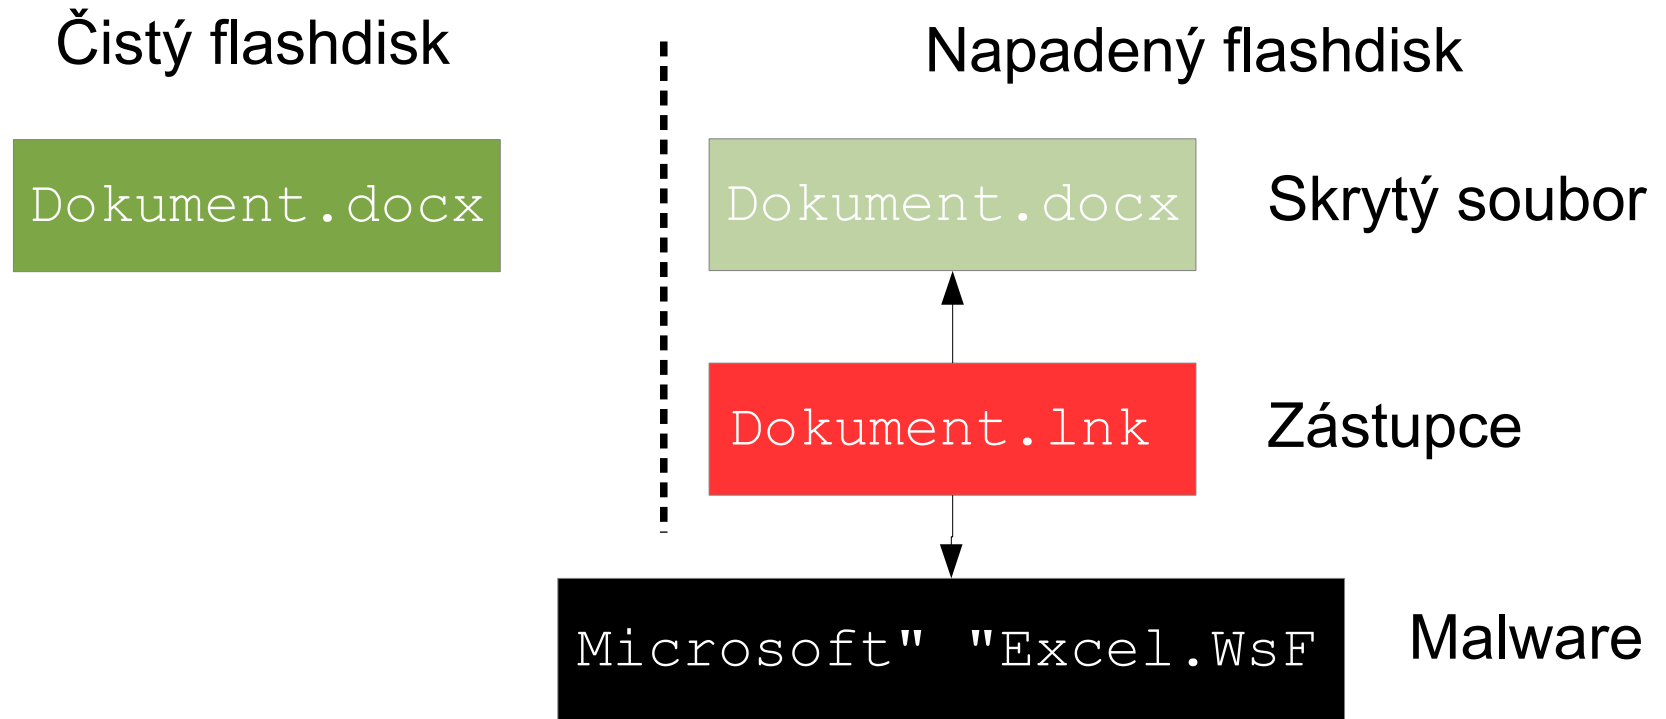 Čistý flashdisk
Napadený flashdisk
Dokument.docx
Dokument.docx
Skrytý soubor
Dokument.lnk
Zástupce
Microsoft" "Excel.WsF
Malware